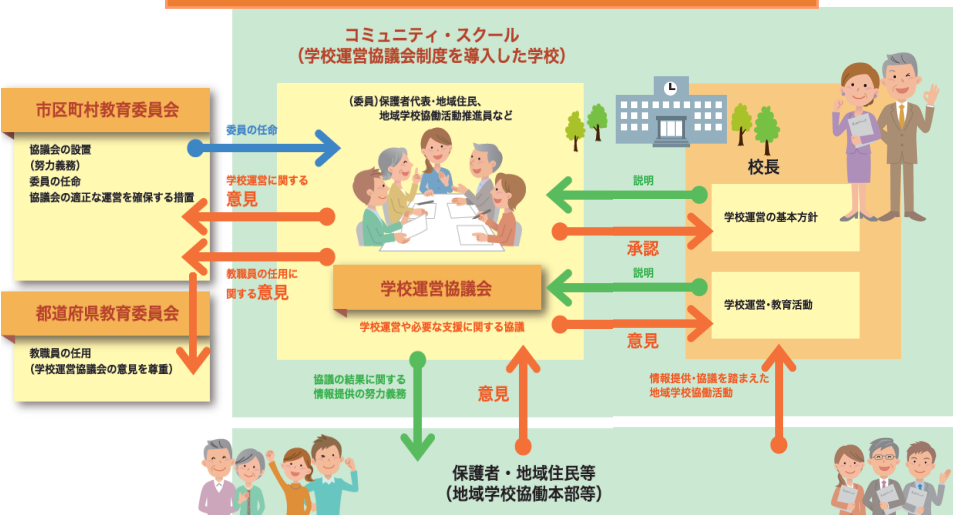 コミュニティ・スクール
(学校運営協議会制度を導入した学校)
市区町村教育委員会
協議会の設置
(努力義務)
委員の任命
協議会の適正な運営を確保する措置
都道府県教育委員会
教職員の任用
(学校運営協議会の意見を尊重)
委員の任命
学校運営に関する
意見
教職員の任用に
関する意見
(委員)保護者代表・地域住民、
地域学校協働活動推進員など
学校運営協議会
学校運営や必要な支援に関する協議
説明
承認
説明
意見
校長
学校運営の基本方針
学校運営・教育活動
協議の結果に関する
情報提供の努力義務
意見
情報提供・協議を踏まえた
地域学校協働活動
保護者・地域住民等
(地域学校協働本部等)